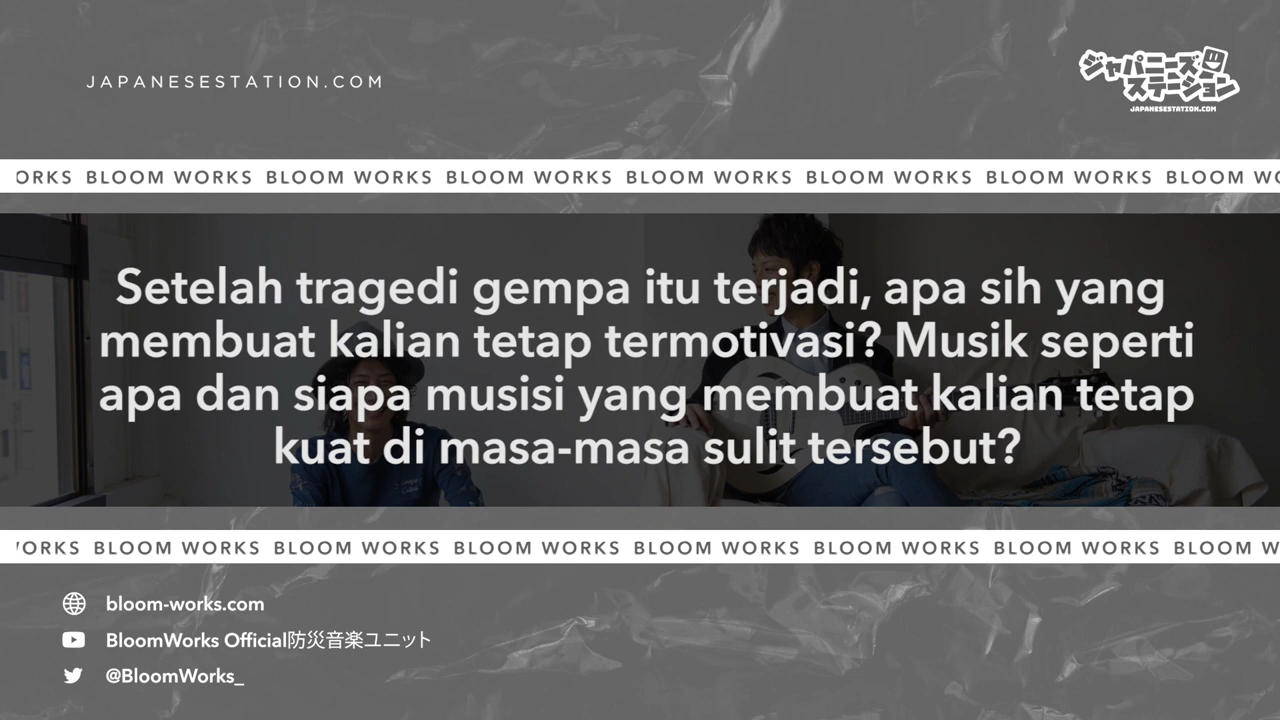 JAPANESESTATION.COM
ジャパニーズ
ステーション
JAPANESESTATION.COM
ORKS BLOOM WORKS BLOOM WORKS BLOOM WORKS BLOOM WORKS BLOOM WORKS BLOOM WORKS BLOOM WO
Setelah tragedi gempa itu terjadi, apa sih yang
membuat kalian tetap termotivasi? Musik seperti
apa dan siapa musisi yang membuat kalian tetap
kuat di masa-masa sulit tersebut?
ORKS BLOOM WORKS BLOOM WORKS BLOOM WORKS BLOOM WORKS BLOOM WORKS BLOOM WORKS BLOOM W
bloom-works.com
BloomWorks Official防災音楽ユニット
@BloomWorks_